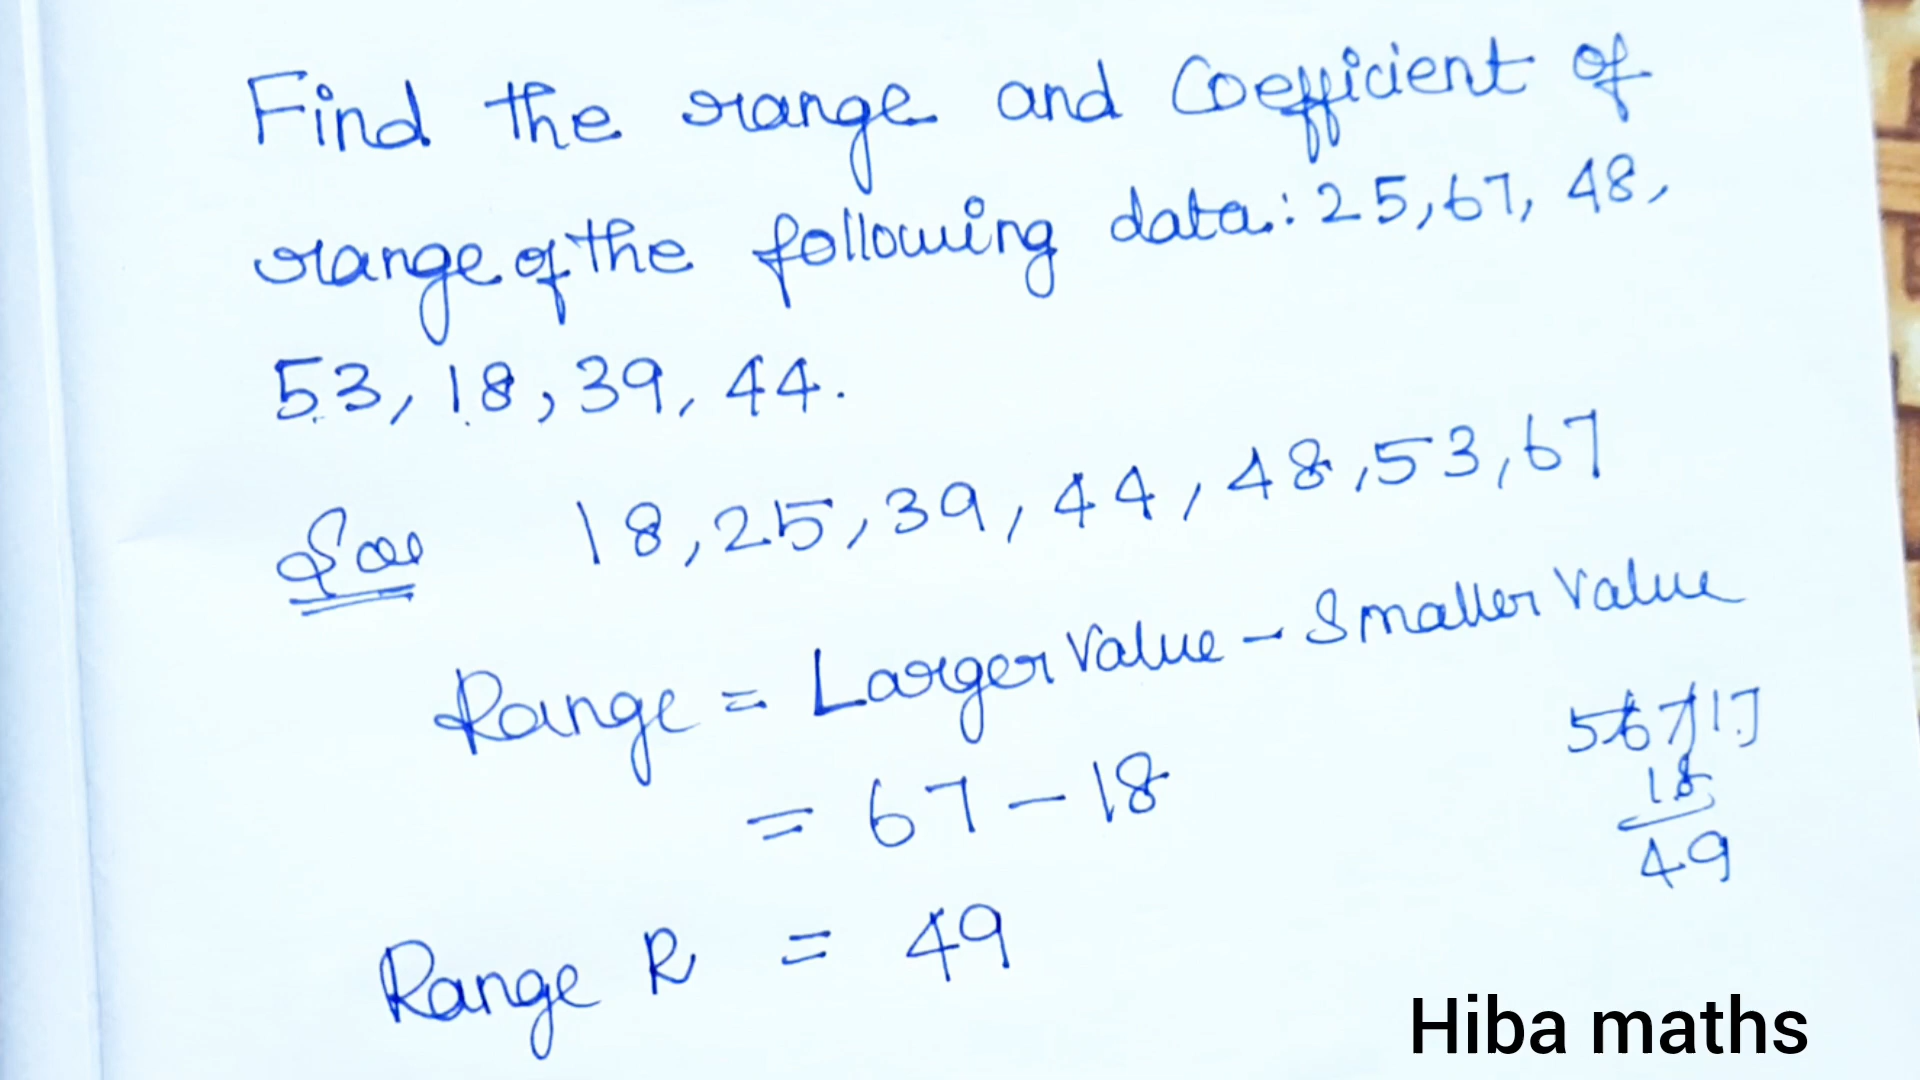 Find the range and Coefficient of
range of the following data: 25, 67, 48,
53, 18, 39, 44.
18, 25, 39, 44, 48, 53, 67
Range = Larger Value - Smaller Value
= 67 - 18
18
49
Range R = 49
Hiba maths